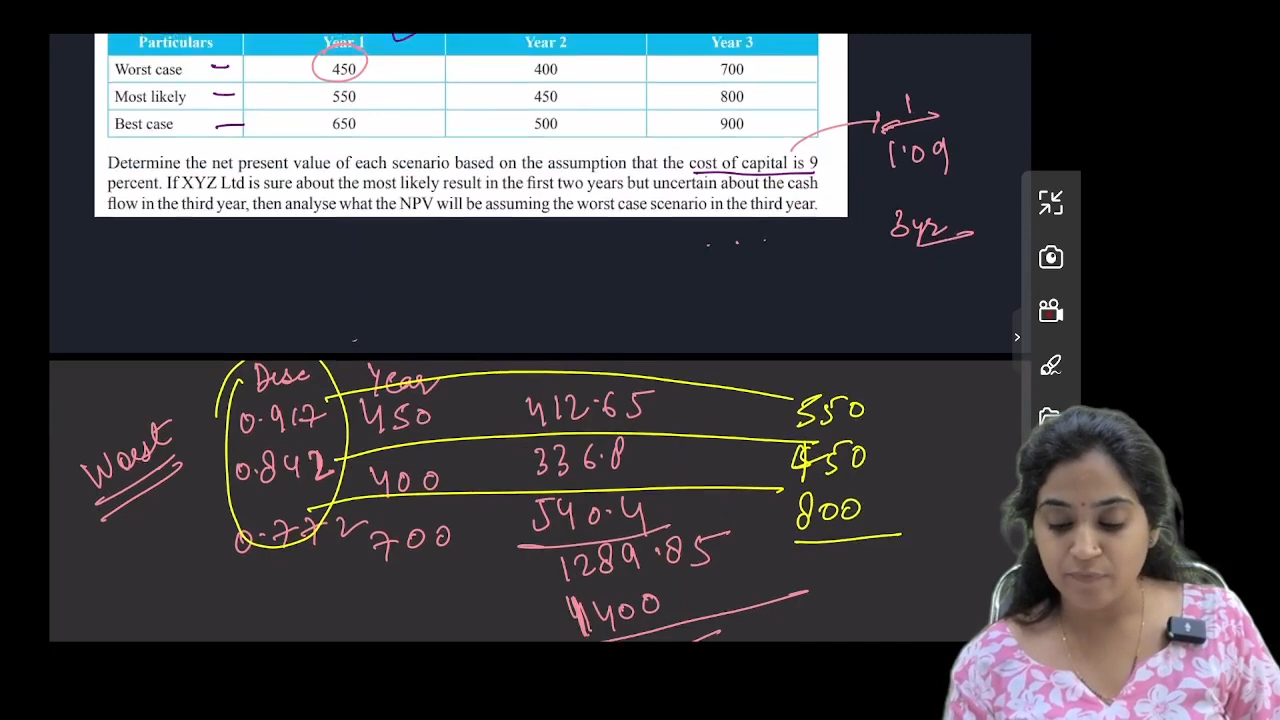 Particulars Year 1 Year 2 Year 3
Worst case 450 400 700
Most likely 550 450 800
Best case 650 500 900
Determine the net present value of each scenario based on the assumption that the cost of capital is 9
percent. If XYZ Ltd is sure about the most likely result in the first two years but uncertain about the cash
flow in the third year, then analyse what the NPV will be assuming the worst case scenario in the third year.
1
1.09
3yr
Disc Year
0.917 450 412.65 550
Worst
0.842 400 336.8 450
0.772 700 540.4 800
1289.85
1400